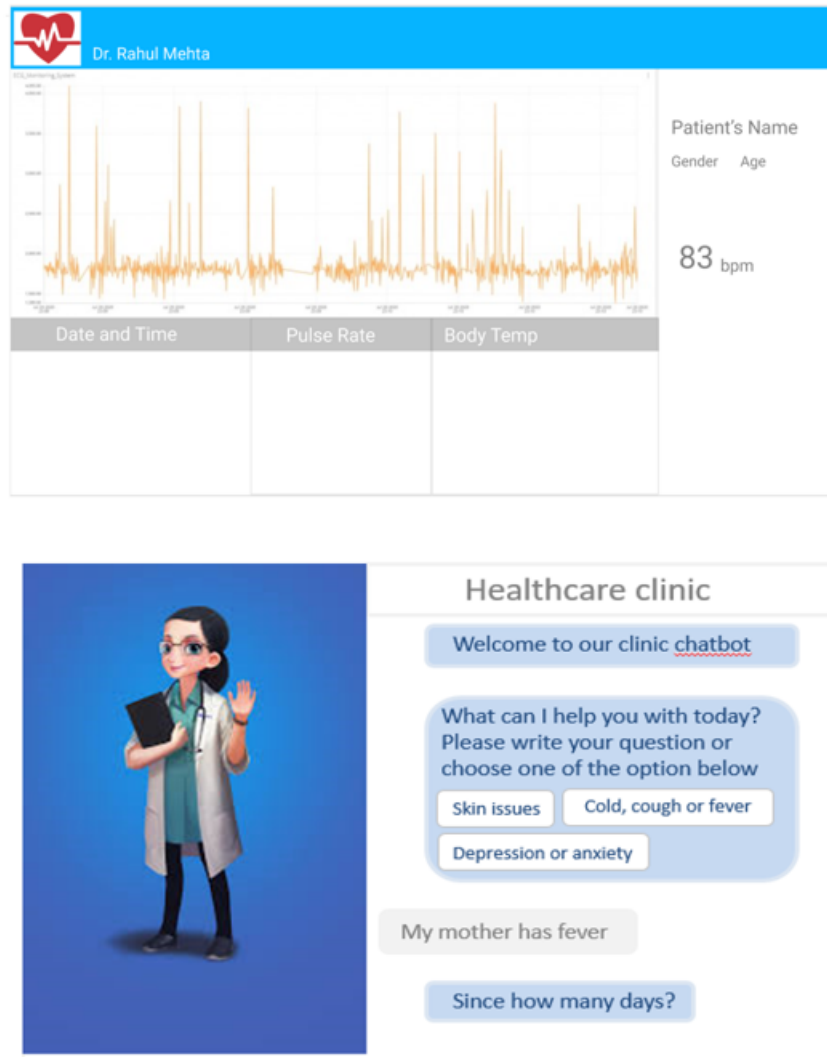 Dr. Rahul Mehta
ECG_Monitoring_System
Patient's Name
Gender Age
83 bpm
Date and Time Pulse Rate Body Temp
Healthcare clinic
Welcome to our clinic chatbot
What can I help you with today?
Please write your question or
choose one of the option below
Skin issues Cold, cough or fever
Depression or anxiety
My mother has fever
Since how many days?